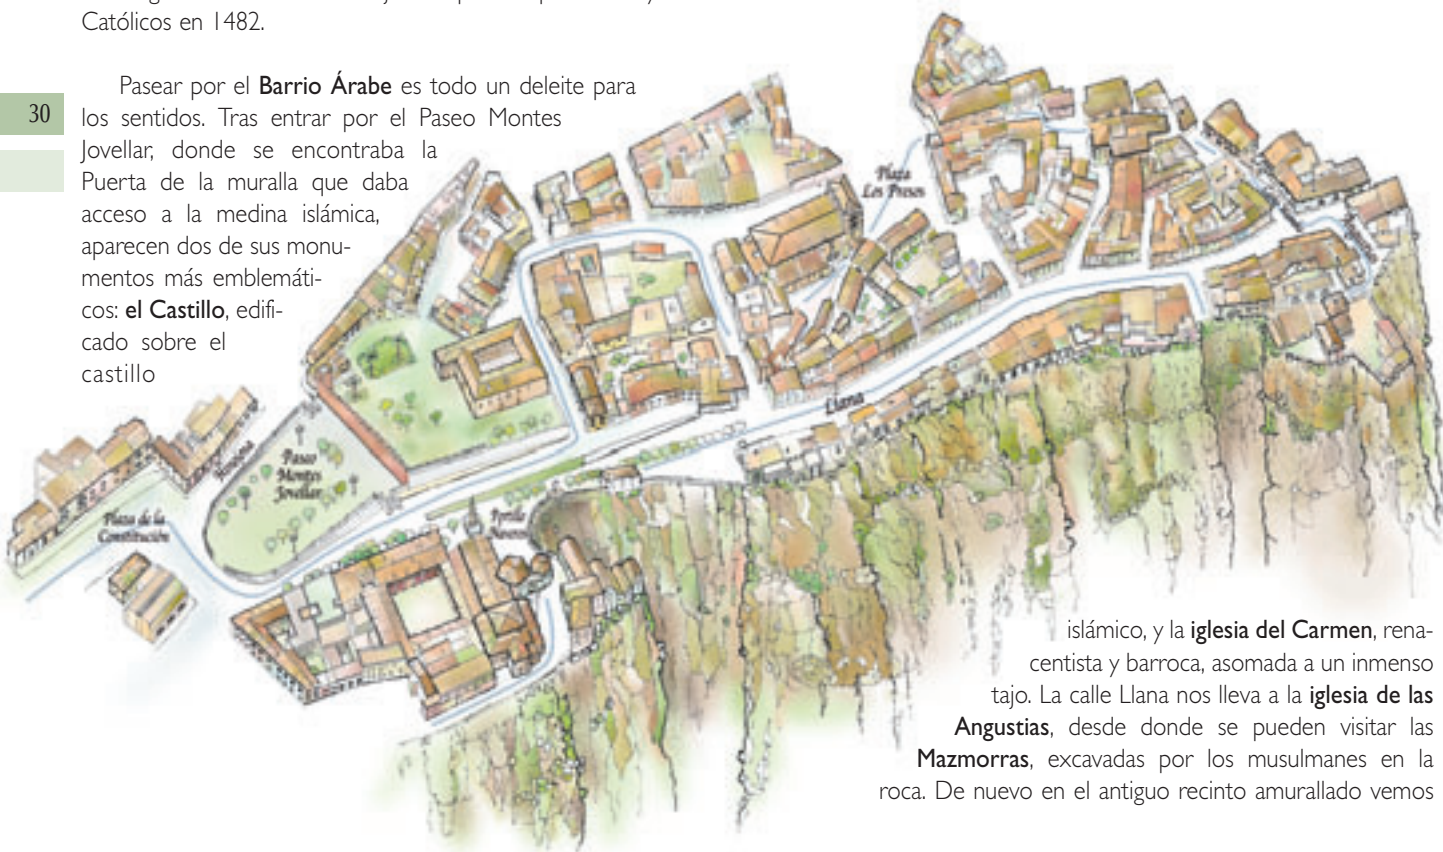 Católicos en 1482.
Pasear por el Barrio Árabe es todo un deleite para
30
los sentidos. Tras entrar por el Paseo Montes
Jovellar, donde se encontraba la
Puerta de la muralla que daba
acceso a la medina islámica,
aparecen dos de sus monu-
mentos más emblemáti-
cos: el Castillo, edifi-
cado sobre el
castillo
Plaza
Los Presos
Llana
Paseo
Montes
Jovellar
Plaza de la
Constitución
islámico, y la iglesia del Carmen, rena-
centista y barroca, asomada a un inmenso
tajo. La calle Llana nos lleva a la iglesia de las
Angustias, desde donde se pueden visitar las
Mazmorras, excavadas por los musulmanes en la
roca. De nuevo en el antiguo recinto amurallado vemos